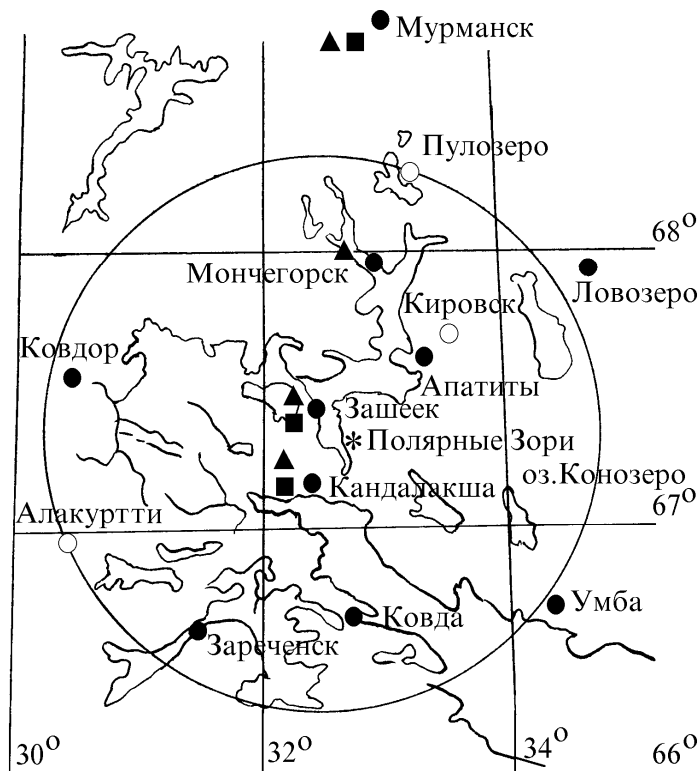 Мурманск
Пулозеро
68°
Мончегорск
Ловозеро
Кировск
Ковдор
Апатиты
Зашеек
* Полярные Зори
оз.Конозеро
Кандалакша
67°
Алакуртти
Умба
Ковда
Зареченск
30° 32° 34° 66°